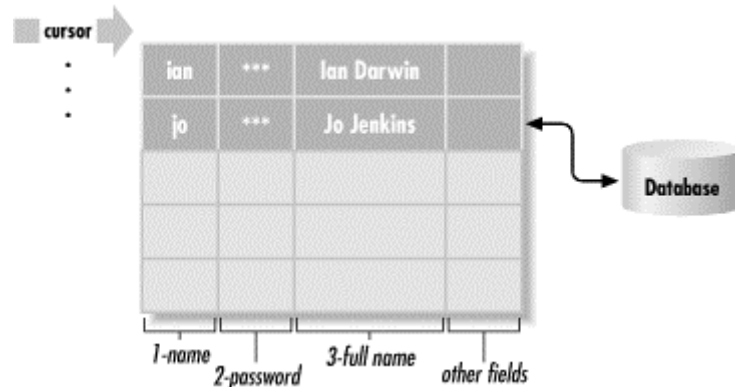 cursor
ian *** Ian Darwin
jo *** Jo Jenkins
Database
1-name
2-password
3-full name
other fields